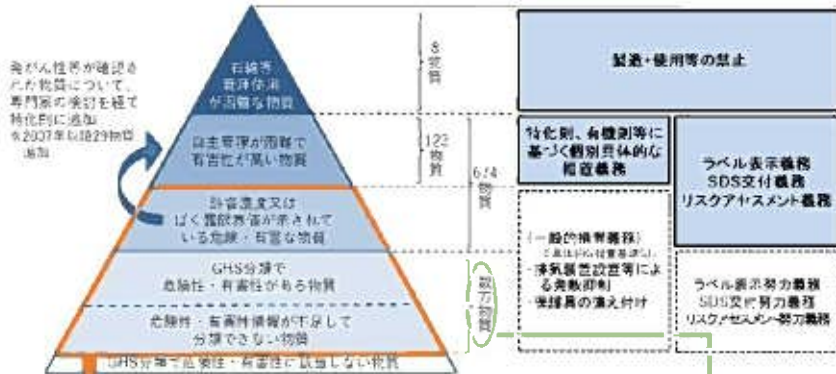 発がん性等が確認さ
れた物質について、
専門家の検討を経て
特化則に追加
※2007年以降29物質
追加
石綿等
管理使用
が困難な物質
自主管理が困難で
有害性が高い物質
許容濃度又は
ばく露限界値が示されて
いる危険・有害な物質
GHS分類で
危険性・有害性がある物質
危険性・有害性情報が不足して
分類できない物質
GHS分類で危険性・有害性に該当しない物質
8
物質
123
物質
674
物質
数万物質
製造・使用等の禁止
特化則、有機則等に
基づく個別具体的な
措置義務
ラベル表示義務
SDS交付義務
リスクアセスメント義務
(一般的措置義務)
・排気装置設置等によ
る発散抑制
・保護具の備え付け
ラベル表示努力義務
SDS交付努力義務
リスクアセスメント努力義務